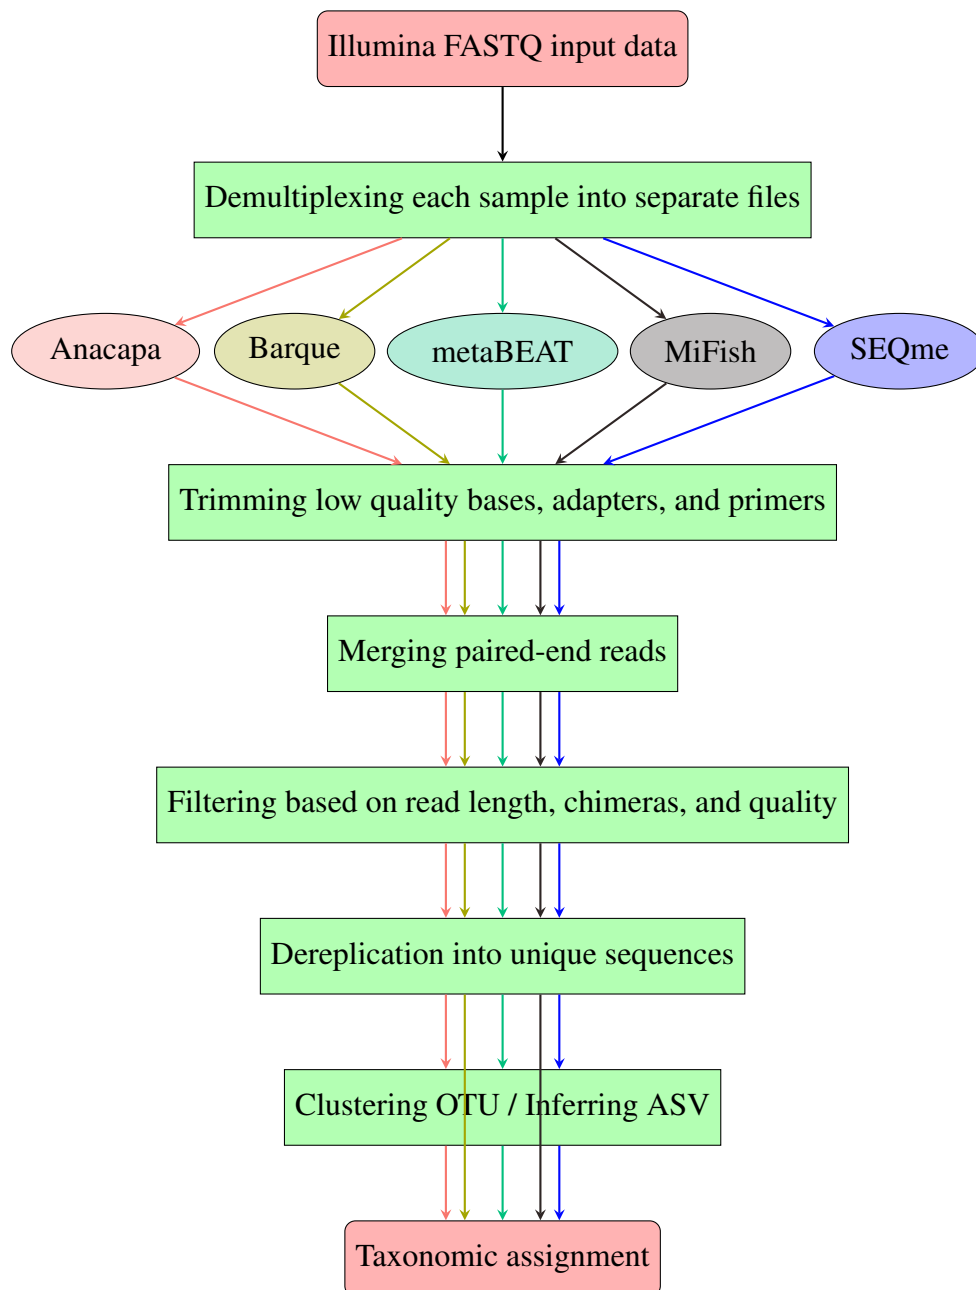 Illumina FASTQ input data
Demultiplexing each sample into separate files
Anacapa
Barque
metaBEAT
MiFish
SEQme
Trimming low quality bases, adapters, and primers
Merging paired-end reads
Filtering based on read length, chimeras, and quality
Dereplication into unique sequences
Clustering OTU / Inferring ASV
Taxonomic assignment